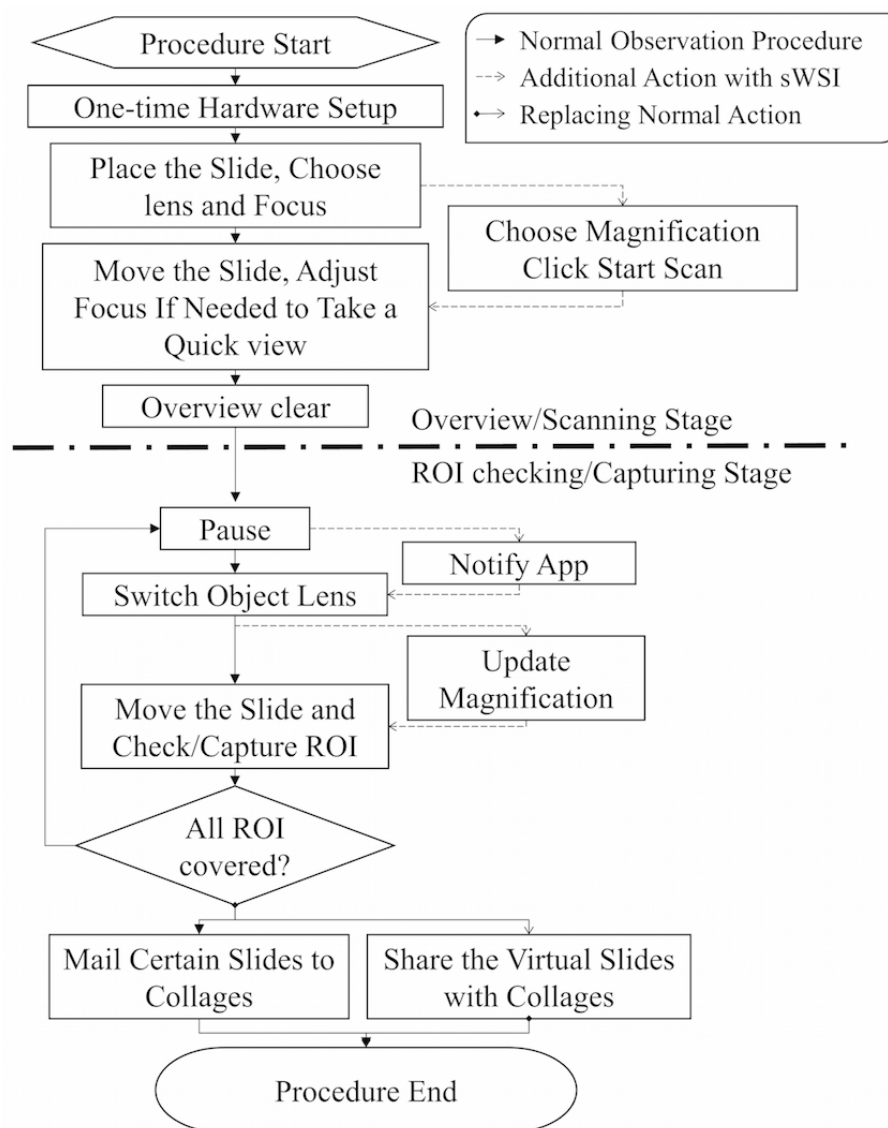 Procedure Start
Normal Observation Procedure
Additional Action with sWSI
Replacing Normal Action
One-time Hardware Setup
Place the Slide, Choose
lens and Focus
Choose Magnification
Click Start Scan
Move the Slide, Adjust
Focus If Needed to Take a
Quick view
Overview clear
Overview/Scanning Stage
ROI checking/Capturing Stage
Pause
Notify App
Switch Object Lens
Update
Magnification
Move the Slide and
Check/Capture ROI
All ROI
covered?
Mail Certain Slides to
Collages
Share the Virtual Slides
with Collages
Procedure End